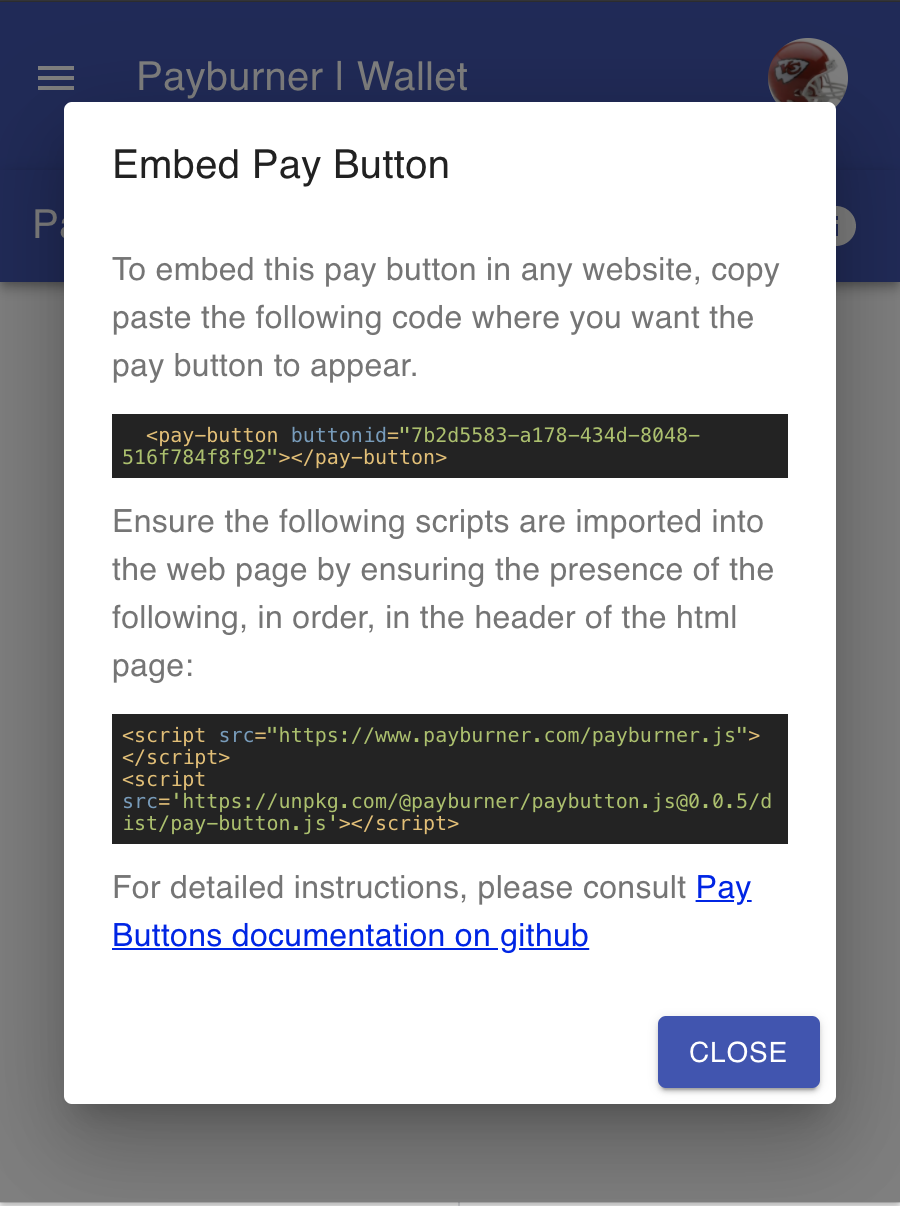 Payburner | Wallet
Embed Pay Button
To embed this pay button in any website, copy
paste the following code where you want the
pay button to appear.
<pay-button buttonid="7b2d5583-a178-434d-8048-
516f784f8f92"></pay-button>
Ensure the following scripts are imported into
the web page by ensuring the presence of the
following, in order, in the header of the html
page:
<script src="https://www.payburner.com/payburner.js">
</script>
<script
src='https://unpkg.com/@payburner/paybutton.js@0.0.5/d
ist/pay-button.js'></script>
For detailed instructions, please consult Pay
Buttons documentation on github
CLOSE